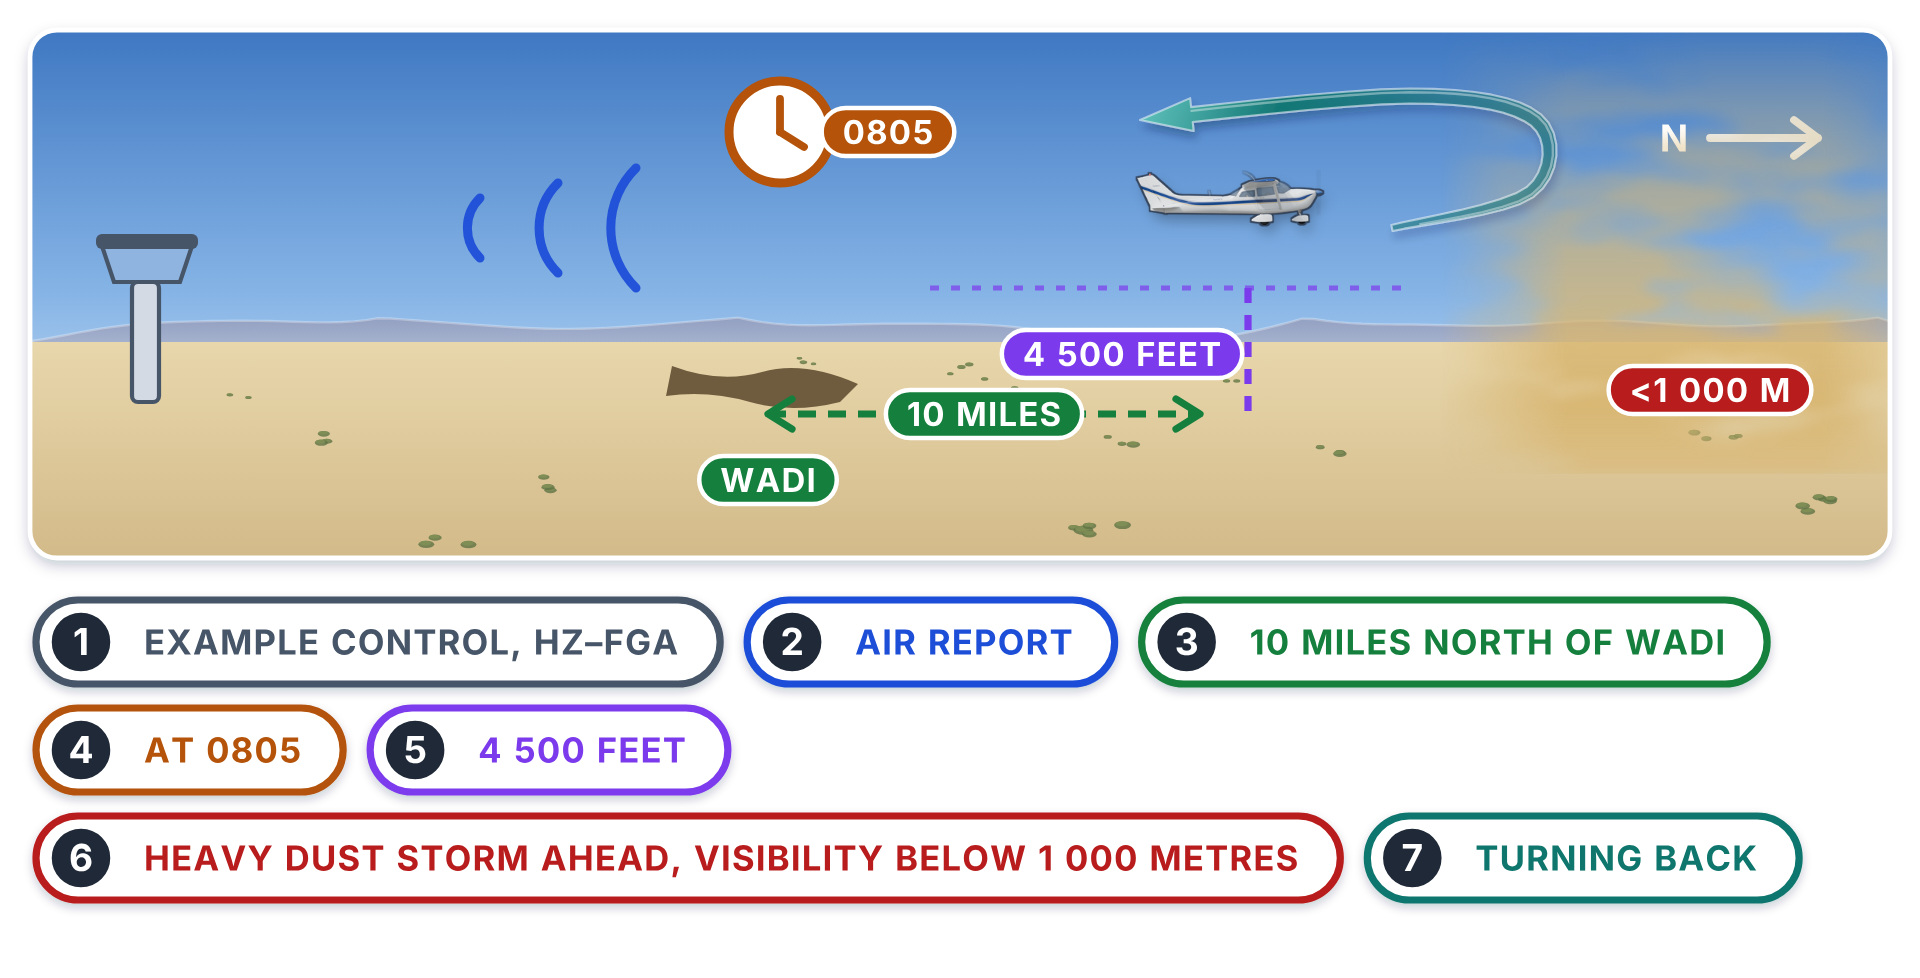 0805
N
4 500 FEET
<1 000 M
10 MILES
WADI
1 EXAMPLE CONTROL, HZ–FGA
2 AIR REPORT
3 10 MILES NORTH OF WADI
4 AT 0805
5 4 500 FEET
6 HEAVY DUST STORM AHEAD, VISIBILITY BELOW 1 000 METRES
7 TURNING BACK